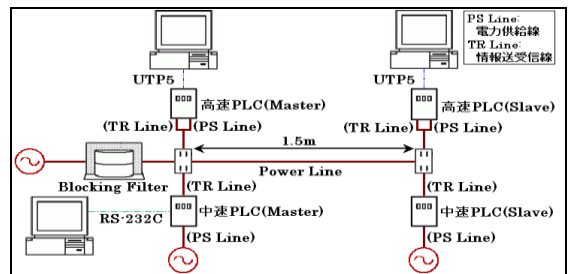 PS Line:
電力供給線
TR Line:
情報送受信線
UTP5
UTP5
高速PLC(Master)
高速PLC(Slave)
(TR Line)
(PS Line)
(TR Line)
(PS Line)
1.5m
Power Line
Blocking Filter
(TR Line)
(TR Line)
RS-232C
中速PLC(Master)
中速PLC(Slave)
(PS Line)
(PS Line)